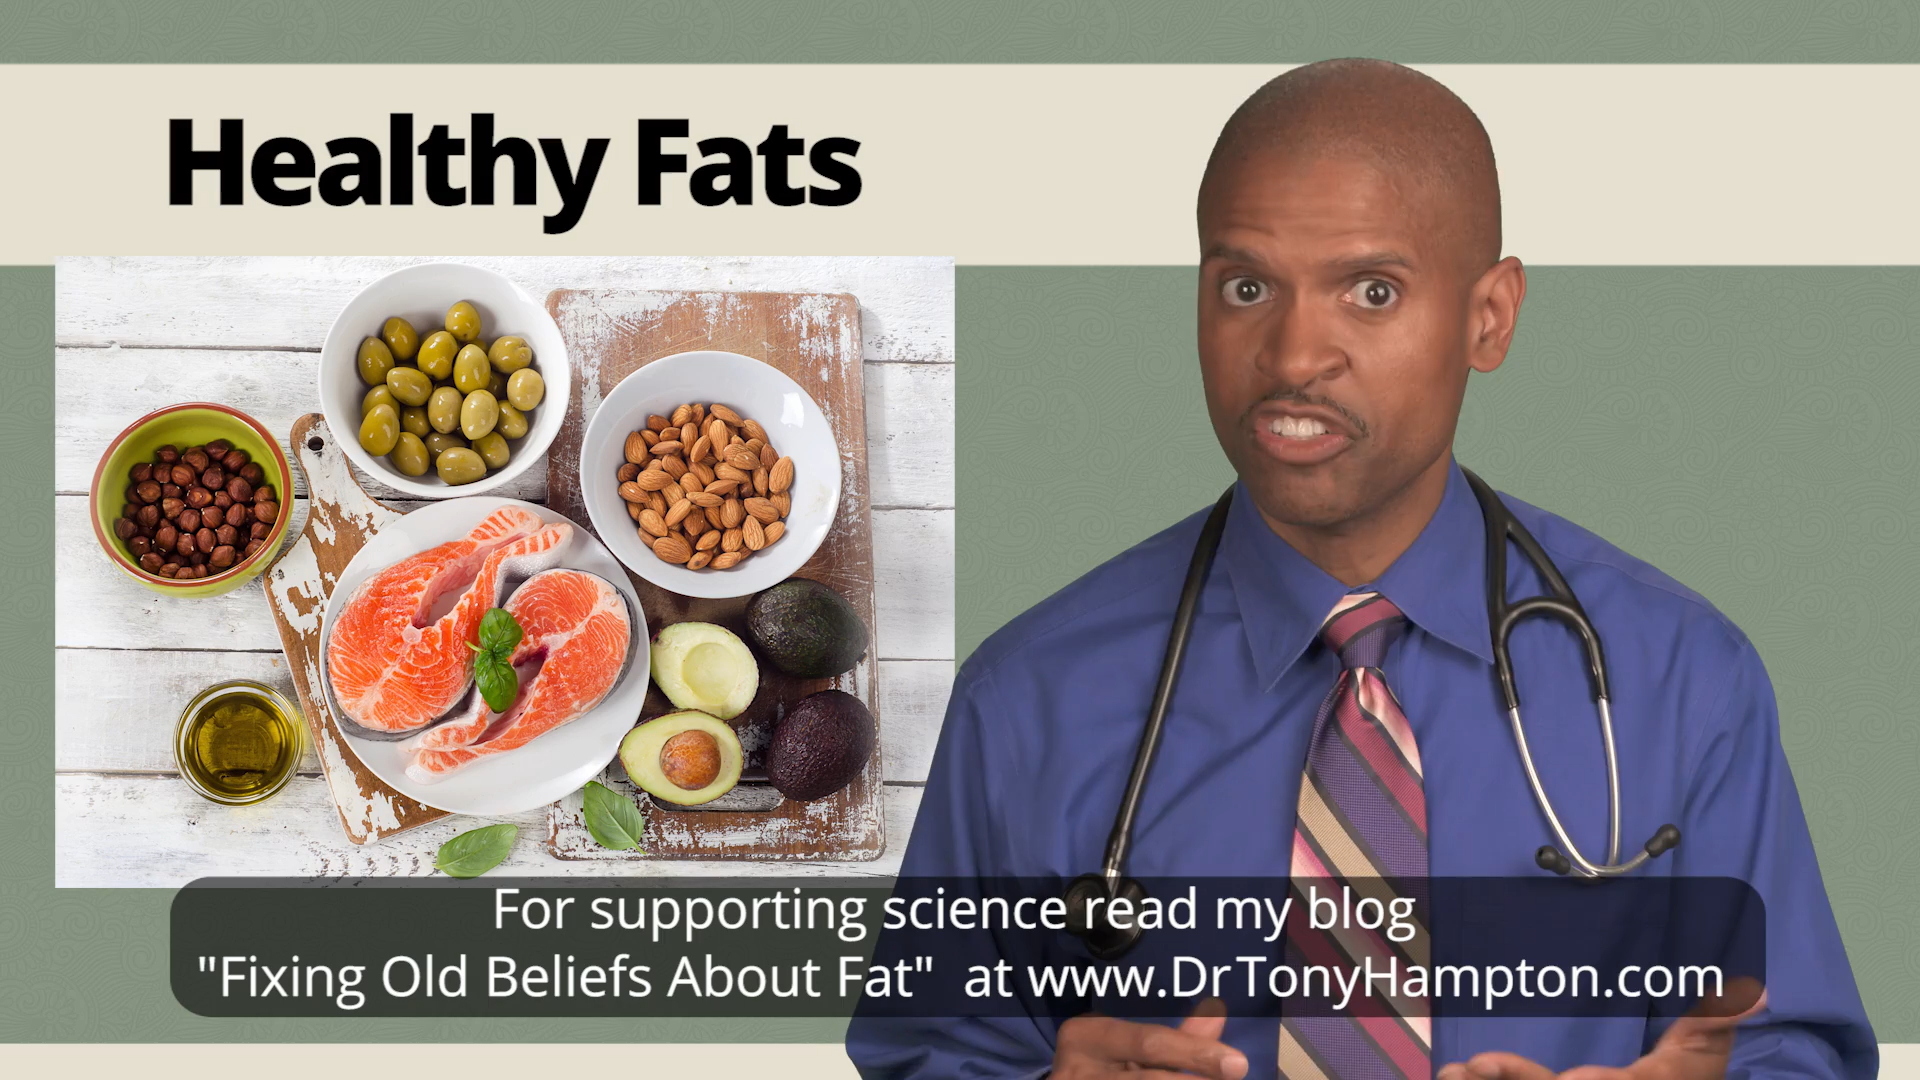 Healthy Fats
For supporting science read my blog
"Fixing Old Beliefs About Fat" at www.DrTonyHampton.com